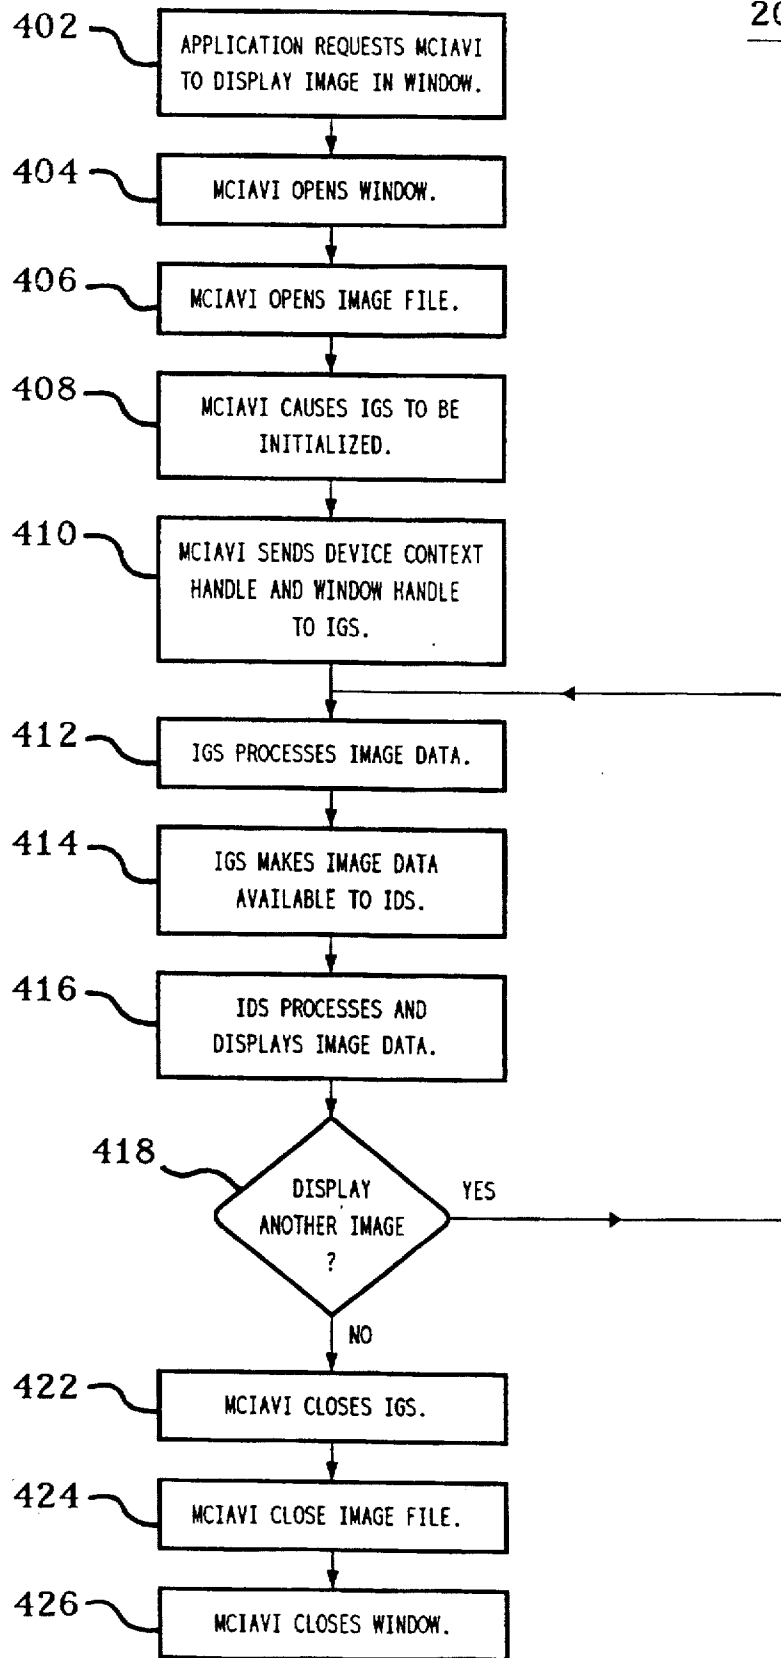 20
402
APPLICATION REQUESTS MCIAVI
TO DISPLAY IMAGE IN WINDOW.
404
MCIAVI OPENS WINDOW.
406
MCIAVI OPENS IMAGE FILE.
408
MCIAVI CAUSES IGS TO BE
INITIALIZED.
410
MCIAVI SENDS DEVICE CONTEXT
HANDLE AND WINDOW HANDLE
TO IGS.
412
IGS PROCESSES IMAGE DATA.
414
IGS MAKES IMAGE DATA
AVAILABLE TO IDS.
416
IDS PROCESSES AND
DISPLAYS IMAGE DATA.
418
DISPLAY
ANOTHER IMAGE
?
YES
NO
422
MCIAVI CLOSES IGS.
424
MCIAVI CLOSE IMAGE FILE.
426
MCIAVI CLOSES WINDOW.